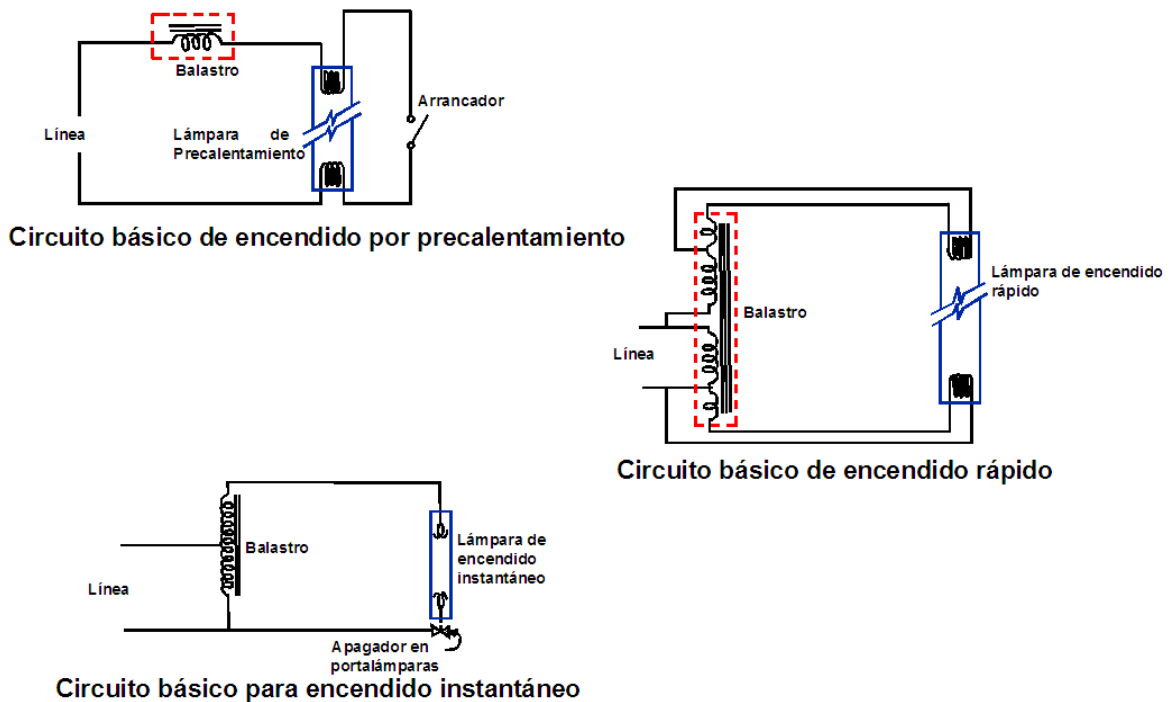 Balastro
Arrancador
Línea
Lámpara de
Precalentamiento
Circuito básico de encendido por precalentamiento
Lámpara de encendido
rápido
Balastro
Línea
Circuito básico de encendido rápido
Balastro
Lámpara de
encendido
instantáneo
Línea
Apagador en
portalámparas
Circuito básico para encendido instantáneo